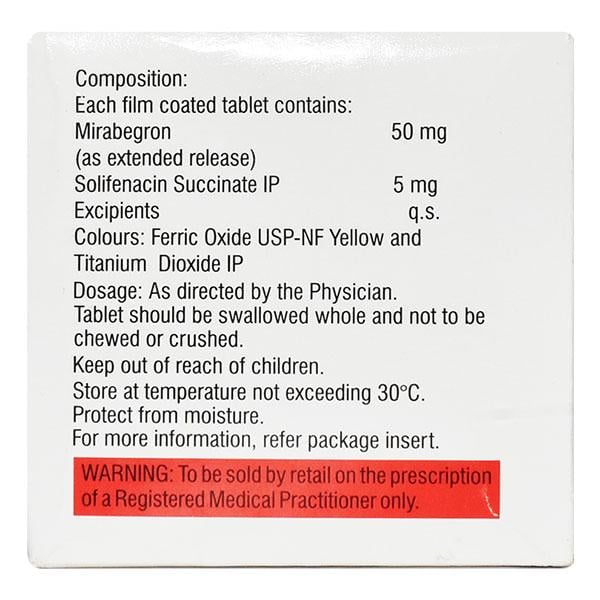 Composition:
Each film coated tablet contains:
Mirabegron 50 mg
(as extended release)
Solifenacin Succinate IP 5 mg
Excipients q.s.
Colours: Ferric Oxide USP-NF Yellow and
Titanium Dioxide IP
Dosage: As directed by the Physician.
Tablet should be swallowed whole and not to be
chewed or crushed.
Keep out of reach of children.
Store at temperature not exceeding 30°C.
Protect from moisture.
For more information, refer package insert.
WARNING: To be sold by retail on the prescription
of a Registered Medical Practitioner only.